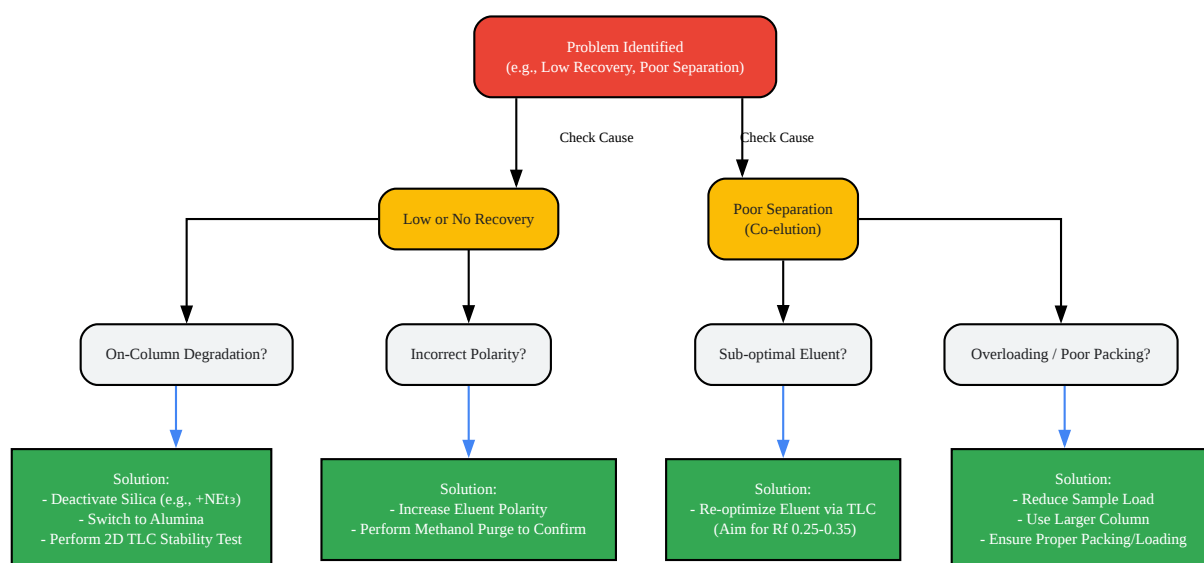 Problem Identified
(e.g., Low Recovery, Poor Separation)
Check Cause
Check Cause
Low or No Recovery
Poor Separation
(Co-elution)
On-Column Degradation?
Incorrect Polarity?
Sub-optimal Eluent?
Overloading / Poor Packing?
Solution:
- Deactivate Silica (e.g., +NEt₃)
- Switch to Alumina
- Perform 2D TLC Stability Test
Solution:
- Increase Eluent Polarity
- Perform Methanol Purge to Confirm
Solution:
- Re-optimize Eluent via TLC
(Aim for Rf 0.25-0.35)
Solution:
- Reduce Sample Load
- Use Larger Column
- Ensure Proper Packing/Loading